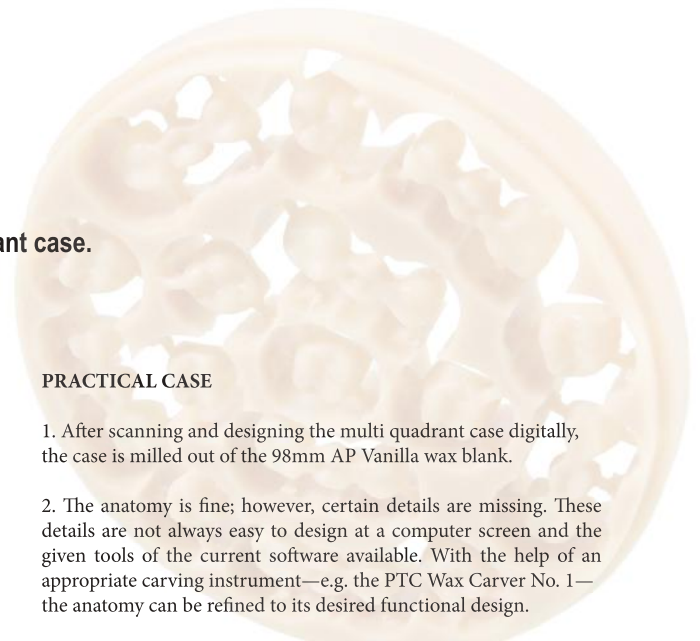 ant case.
PRACTICAL CASE
1. After scanning and designing the multi quadrant case digitally,
the case is milled out of the 98mm AP Vanilla wax blank.
2. The anatomy is fine; however, certain details are missing. These
details are not always easy to design at a computer screen and the
given tools of the current software available. With the help of an
appropriate carving instrument—e.g. the PTC Wax Carver No. 1—
the anatomy can be refined to its desired functional design.